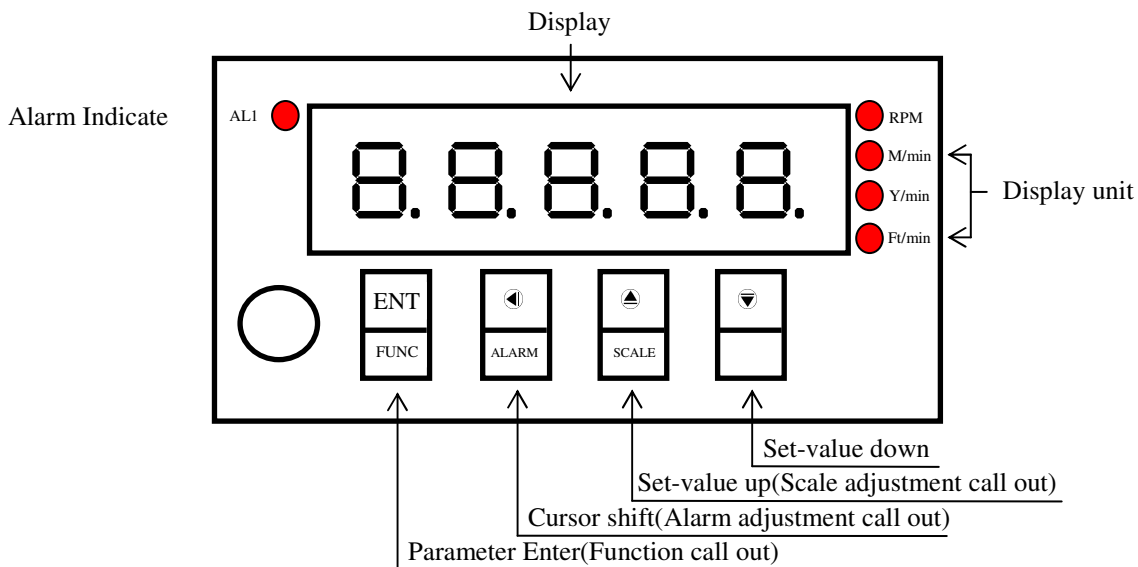 Display
Alarm Indicate
AL1
8.8.8.8.8.
RPM
M/min
Y/min
Ft/min
Display unit
ENT
FUNC
ALARM
SCALE
Set-value down
Set-value up(Scale adjustment call out)
Cursor shift(Alarm adjustment call out)
Parameter Enter(Function call out)